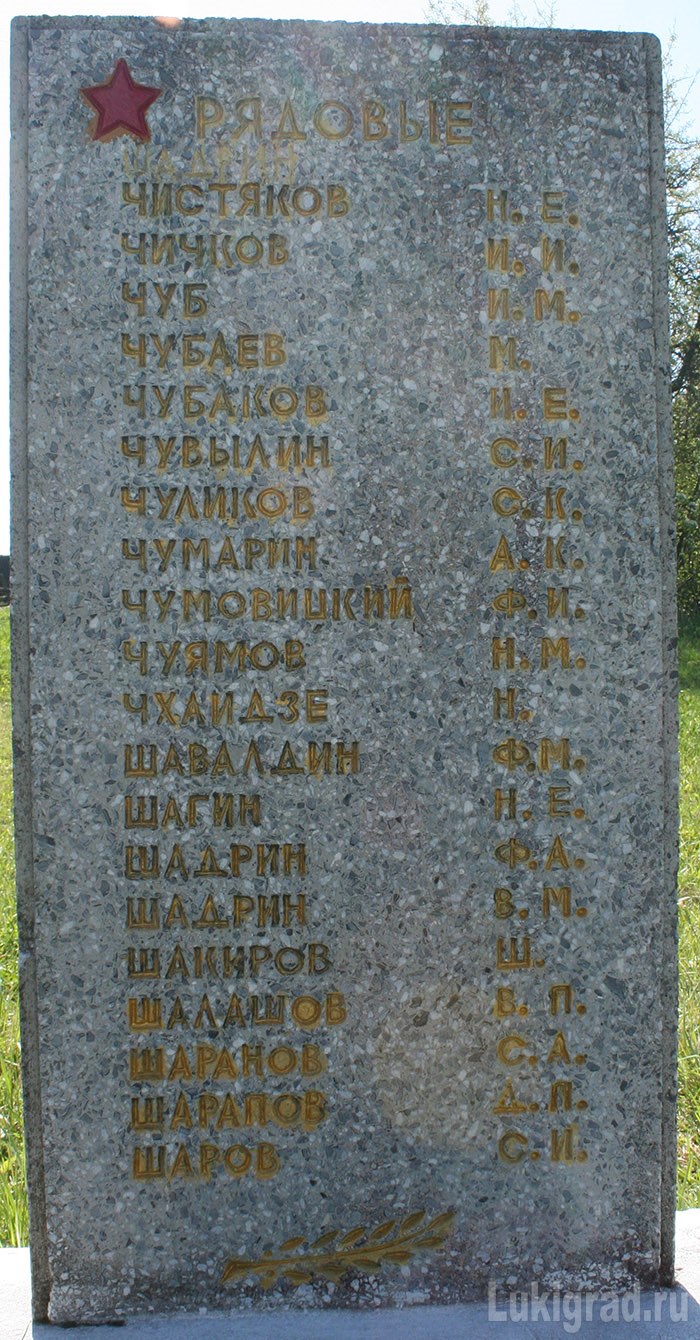 РЯДОВЫЕ
ШАДРИН
ЧИСТЯКОВ Н. Е.
ЧИЧКОВ И. И.
ЧУБ И. М.
ЧУБАЕВ М.
ЧУБАКОВ Н. Е.
ЧУВЫЛИН С. И.
ЧУЛИКОВ С. К.
ЧУМАРИН А. К.
ЧУМОВИЦКИЙ Ф. И.
ЧУЯМОВ Н. М.
ЧХАИДЗЕ Н.
ШАВАЛДИН Ф. М.
ШАГИН Н. Е.
ШАДРИН Ф. А.
ШАДРИН В. М.
ШАКИРОВ Ш.
ШАЛАШОВ В. П.
ШАРАНОВ С. А.
ШАРАПОВ Д. П.
ШАРОВ С. И.
Lukigrad.ru